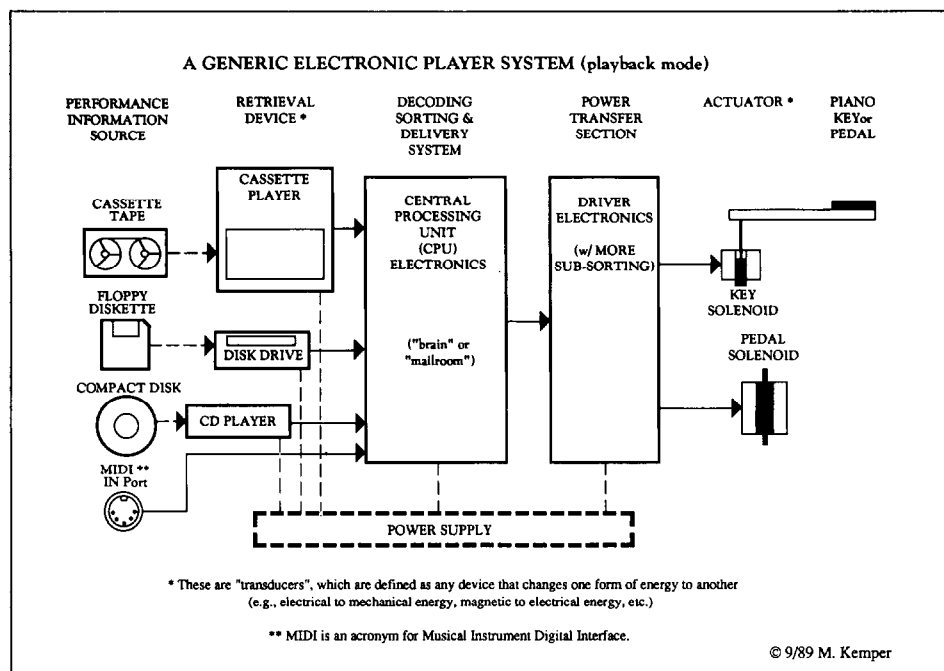 A GENERIC ELECTRONIC PLAYER SYSTEM (playback mode)
PERFORMANCE
INFORMATION
SOURCE
RETRIEVAL
DEVICE *
DECODING
SORTING &
DELIVERY
SYSTEM
POWER
TRANSFER
SECTION
ACTUATOR *
PIANO
KEYor
PEDAL
CASSETTE
TAPE
CASSETTE
PLAYER
CENTRAL
PROCESSING
UNIT
(CPU)
ELECTRONICS
("brain" or
"mailroom")
DRIVER
ELECTRONICS
(w/ MORE
SUB-SORTING)
KEY
SOLENOID
FLOPPY
DISKETTE
DISK DRIVE
PEDAL
SOLENOID
COMPACT DISK
CD PLAYER
MIDI **
IN Port
POWER SUPPLY
* These are "transducers", which are defined as any device that changes one form of energy to another
(e.g., electrical to mechanical energy, magnetic to electrical energy, etc.)
** MIDI is an acronym for Musical Instrument Digital Interface.
© 9/89 M. Kemper